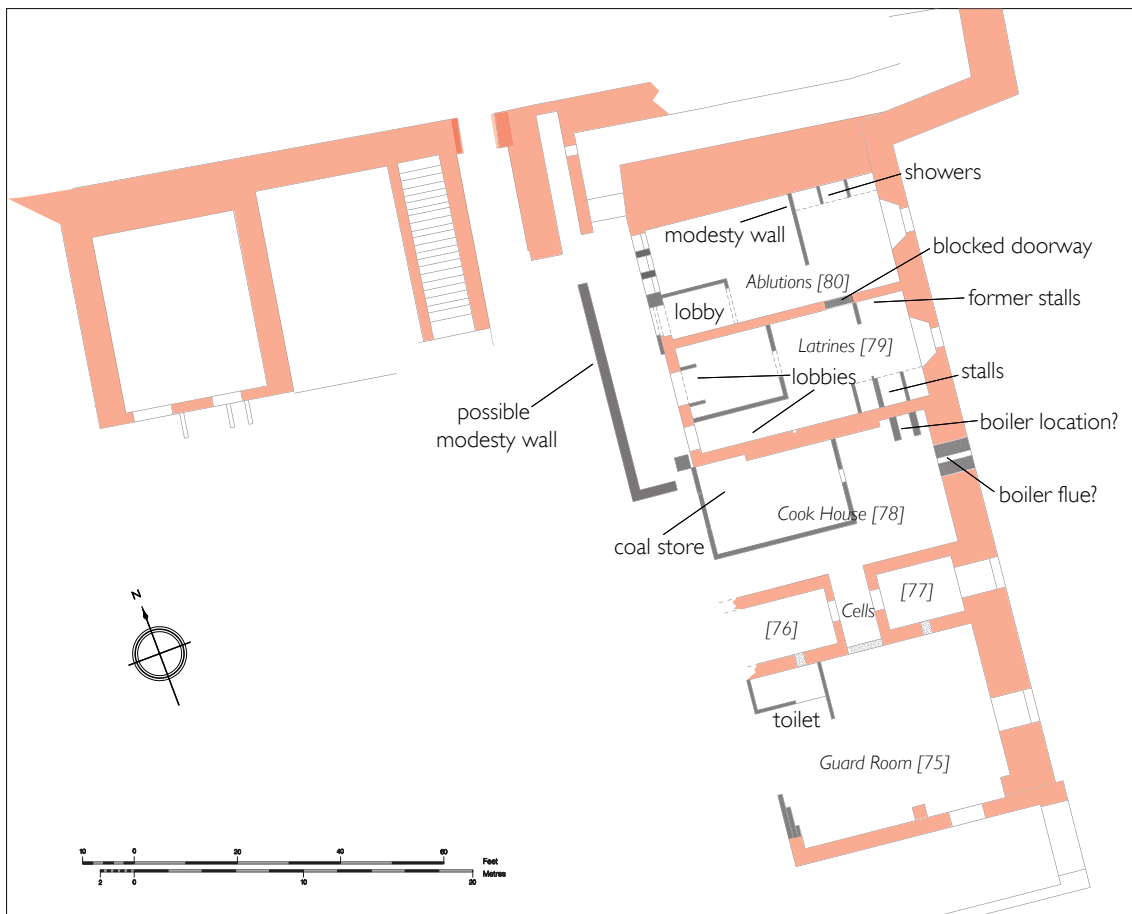 showers
modesty wall
blocked doorway
Ablutions [80]
former stalls
lobby
Latrines [79]
lobbies
stalls
possible
modesty wall
boiler location?
boiler flue?
Cook House [78]
coal store
[77]
Cells
[76]
N
toilet
Guard Room [75]
10 0 20 40 60
Feet
Metres
2 0 10 20